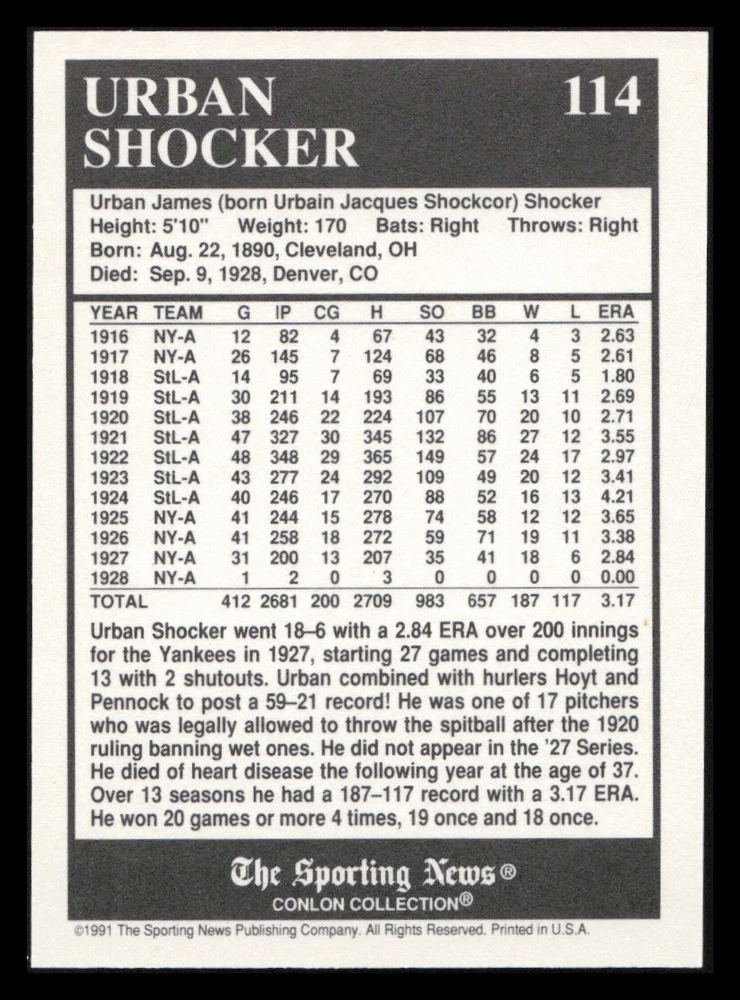 URBAN 114
SHOCKER
Urban James (born Urbain Jacques Shockcor) Shocker
Height: 5'10" Weight: 170 Bats: Right Throws: Right
Born: Aug. 22, 1890, Cleveland, OH
Died: Sep. 9, 1928, Denver, CO
YEAR TEAM G IP CG H SO BB W L ERA
1916 NY-A 12 82 4 67 43 32 4 3 2.63
1917 NY-A 26 145 7 124 68 46 8 5 2.61
1918 StL-A 14 95 7 69 33 40 6 5 1.80
1919 StL-A 30 211 14 193 86 55 13 11 2.69
1920 StL-A 38 246 22 224 107 70 20 10 2.71
1921 StL-A 47 327 30 345 132 86 27 12 3.55
1922 StL-A 48 348 29 365 149 57 24 17 2.97
1923 StL-A 43 277 24 292 109 49 20 12 3.41
1924 StL-A 40 246 17 270 88 52 16 13 4.21
1925 NY-A 41 244 15 278 74 58 12 12 3.65
1926 NY-A 41 258 18 272 59 71 19 11 3.38
1927 NY-A 31 200 13 207 35 41 18 6 2.84
1928 NY-A 1 2 0 3 0 0 0 0 0.00
TOTAL 412 2681 200 2709 983 657 187 117 3.17
Urban Shocker went 18–6 with a 2.84 ERA over 200 innings
for the Yankees in 1927, starting 27 games and completing
13 with 2 shutouts. Urban combined with hurlers Hoyt and
Pennock to post a 59–21 record! He was one of 17 pitchers
who was legally allowed to throw the spitball after the 1920
ruling banning wet ones. He did not appear in the '27 Series.
He died of heart disease the following year at the age of 37.
Over 13 seasons he had a 187–117 record with a 3.17 ERA.
He won 20 games or more 4 times, 19 once and 18 once.
The Sporting News®
CONLON COLLECTION®
©1991 The Sporting News Publishing Company. All Rights Reserved. Printed in U.S.A.